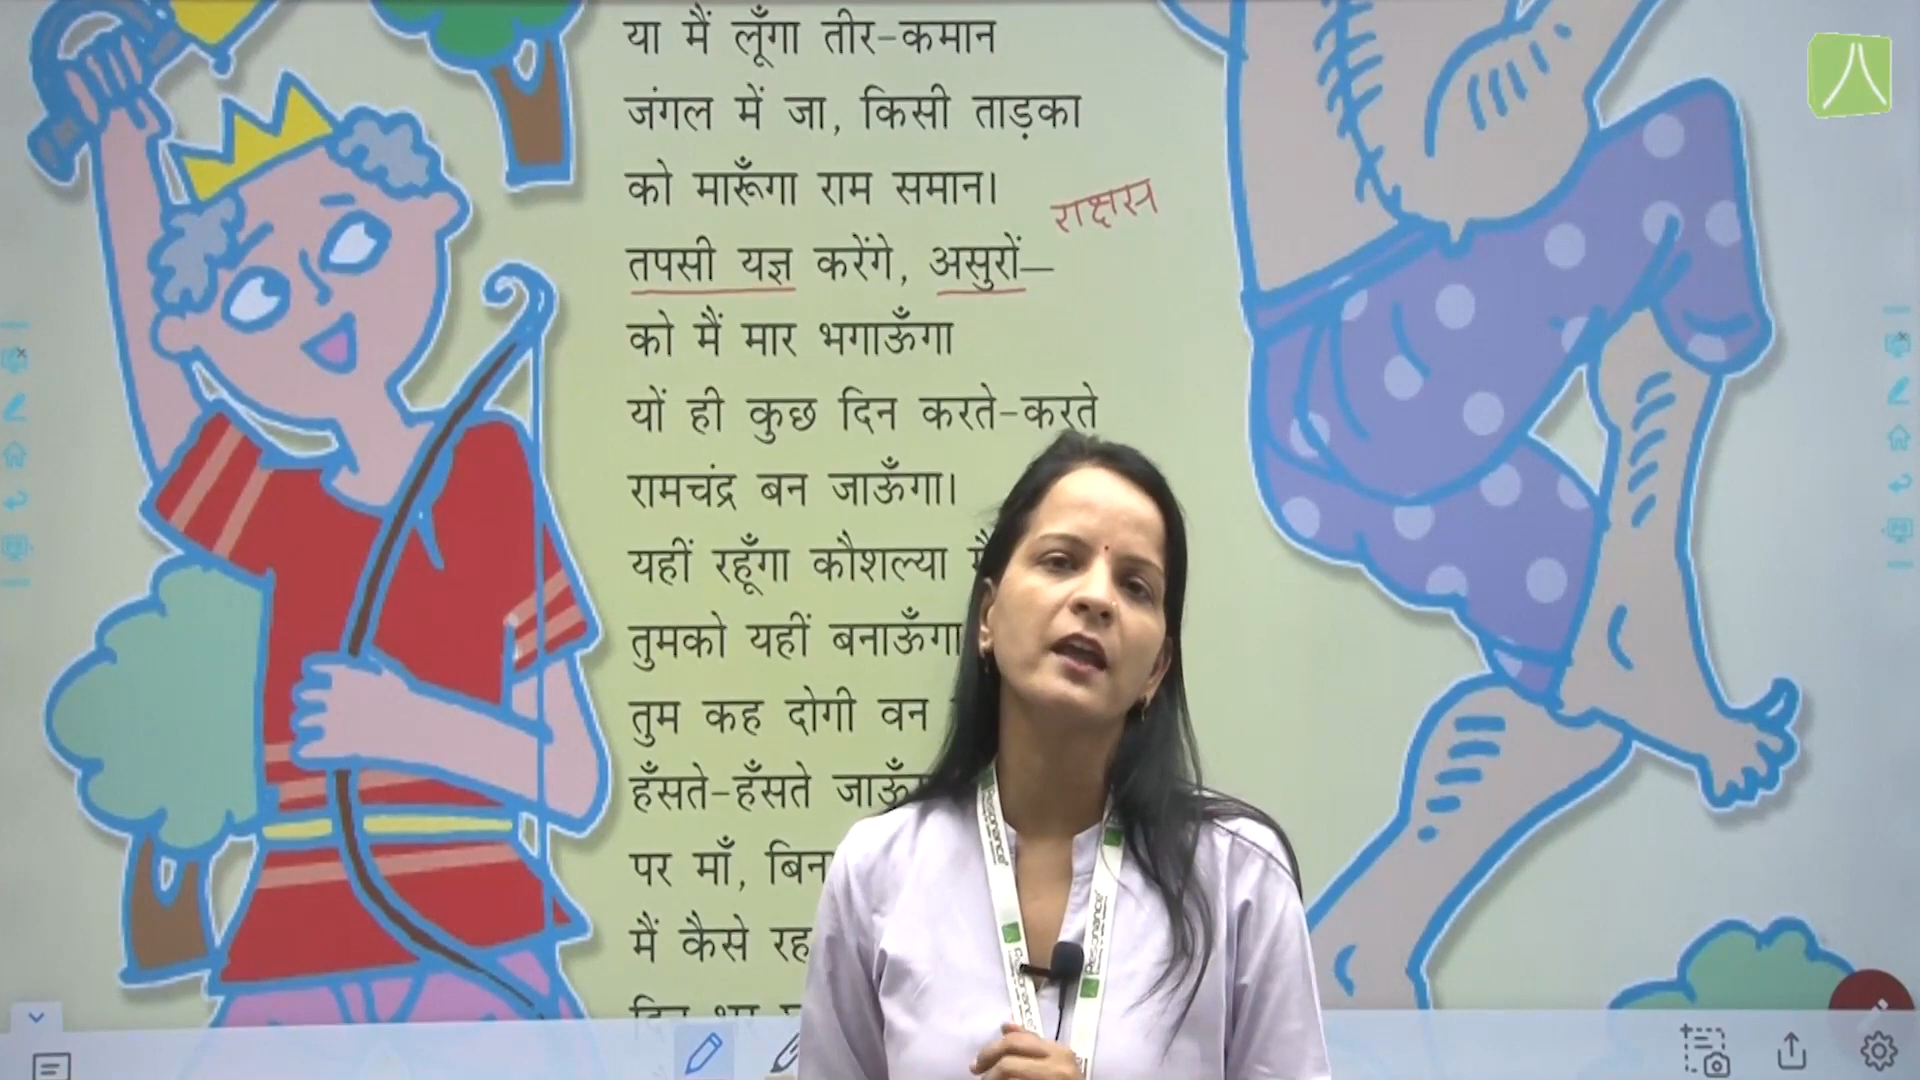 या मैं लूँगा तीर-कमान
जंगल में जा, किसी ताड़का
को मारूँगा राम समान।
राक्षस
तपसी यज्ञ करेंगे, असुरों—
को मैं मार भगाऊँगा
यों ही कुछ दिन करते-करते
रामचंद्र बन जाऊँगा।
यहीं रहूँगा कौशल्या मैं
तुमको यहीं बनाऊँगा
तुम कह दोगी वन
हँसते-हँसते
पर माँ,
मैं कैसे
Resonance